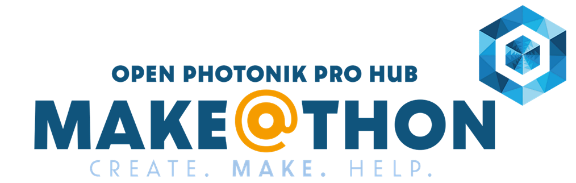 OPEN PHOTONIK PRO HUB
MAKE@THON
CREATE. MAKE. HELP.